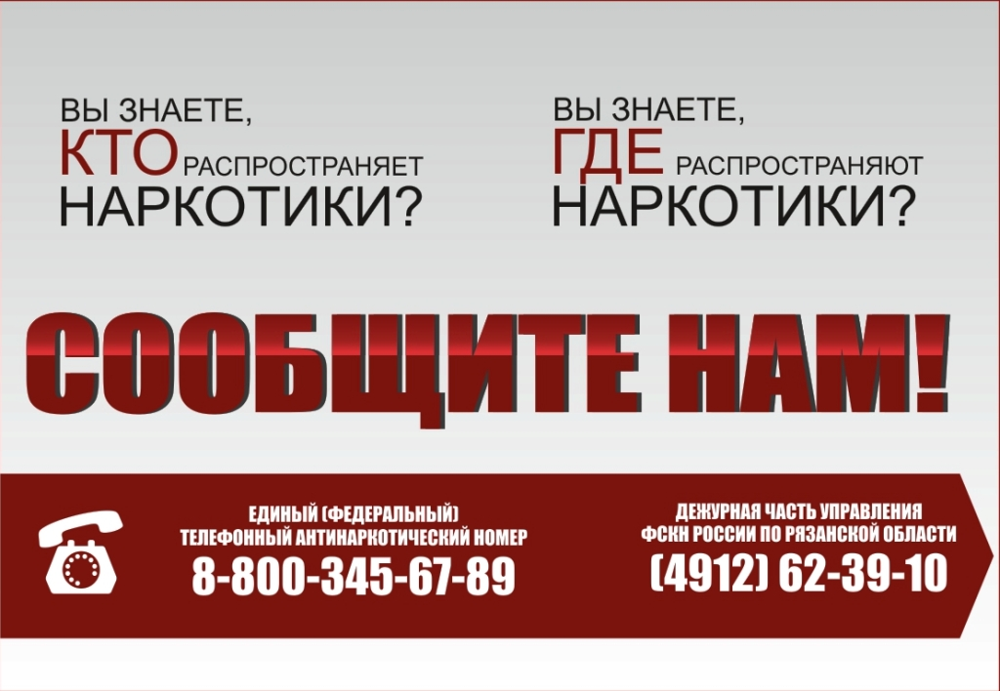 ВЫ ЗНАЕТЕ,
КТО РАСПРОСТРАНЯЕТ
НАРКОТИКИ?
ВЫ ЗНАЕТЕ,
ГДЕ РАСПРОСТРАНЯЮТ
НАРКОТИКИ?
СООБЩИТЕ НАМ!
ЕДИНЫЙ (ФЕДЕРАЛЬНЫЙ)
ТЕЛЕФОННЫЙ АНТИНАРКОТИЧЕСКИЙ НОМЕР
8-800-345-67-89
ДЕЖУРНАЯ ЧАСТЬ УПРАВЛЕНИЯ
ФСКН РОССИИ ПО РЯЗАНСКОЙ ОБЛАСТИ
(4912) 62-39-10